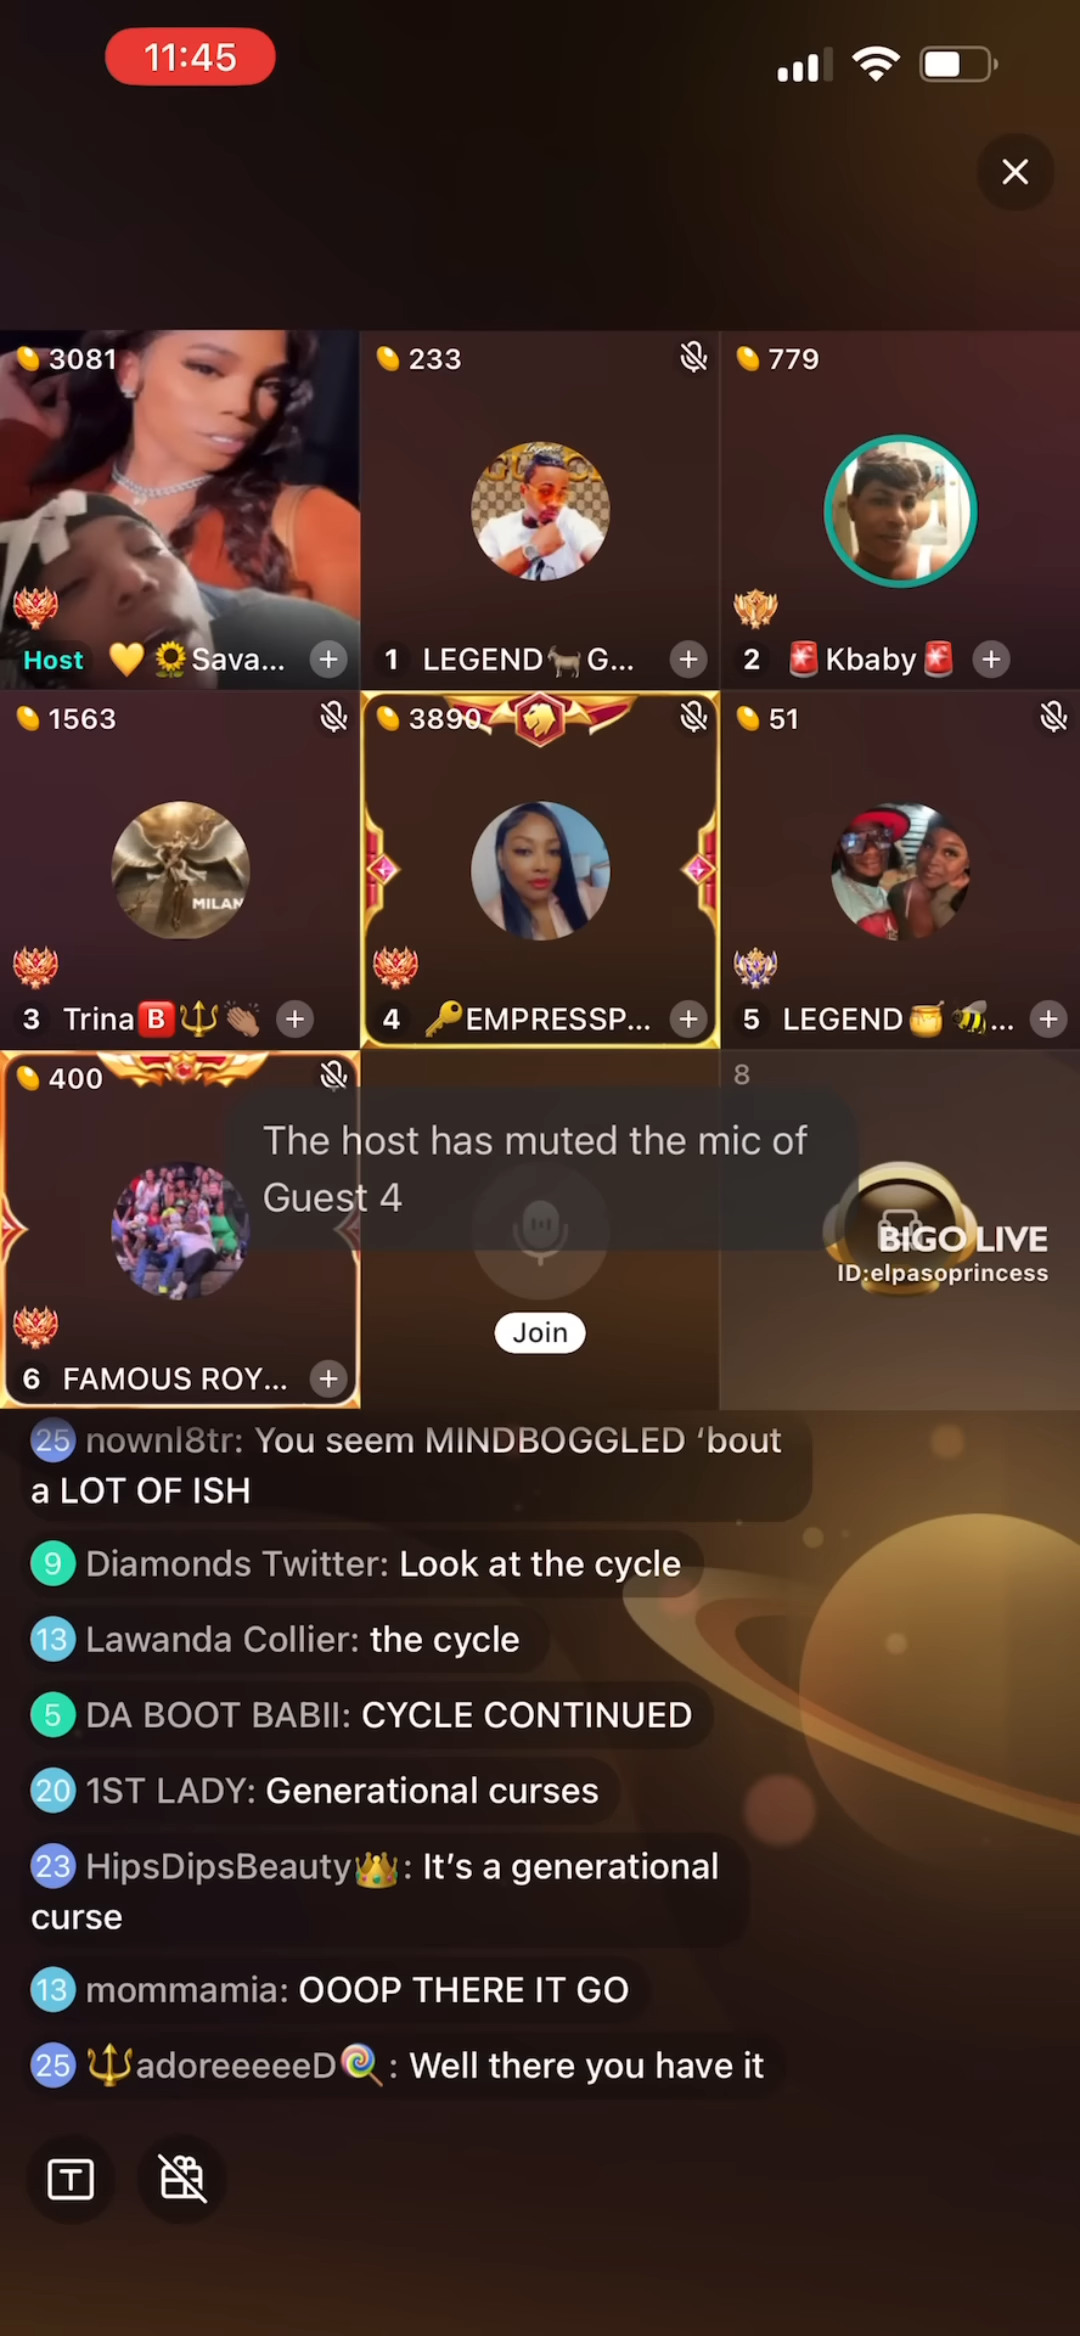 11:45
3081
233
779
Host 💛🌻Sava...
1 LEGEND🐐G...
2 🚨Kbaby🚨
1563
3890
51
MILAN
3 Trina🅱️🔱👏🏽
4 🔑EMPRESSP...
5 LEGEND🍯🐝...
400
8
The host has muted the mic of
Guest 4
BIGO LIVE
ID:elpasoprincess
Join
6 FAMOUS ROY...
25 nownl8tr: You seem MINDBOGGLED ‘bout
a LOT OF ISH
9 Diamonds Twitter: Look at the cycle
13 Lawanda Collier: the cycle
5 DA BOOT BABII: CYCLE CONTINUED
20 1ST LADY: Generational curses
23 HipsDipsBeauty👑: It’s a generational
curse
13 mommamia: OOOP THERE IT GO
25 🔱adoreeeeeD🍭: Well there you have it
T